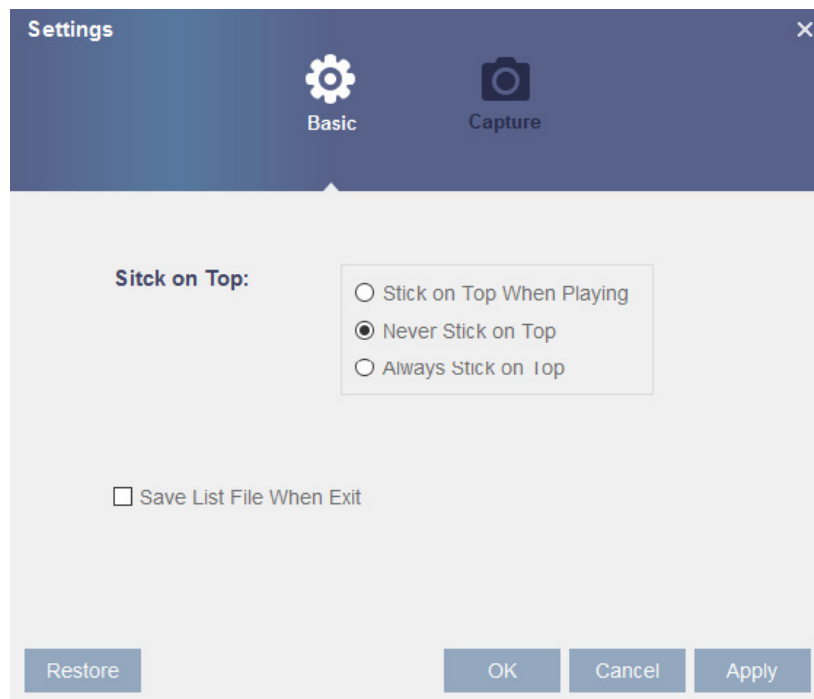 Settings
Basic Capture
Sitck on Top:
Stick on Top When Playing
Never Stick on Top
Always Stick on Top
Save List File When Exit
Restore OK Cancel Apply